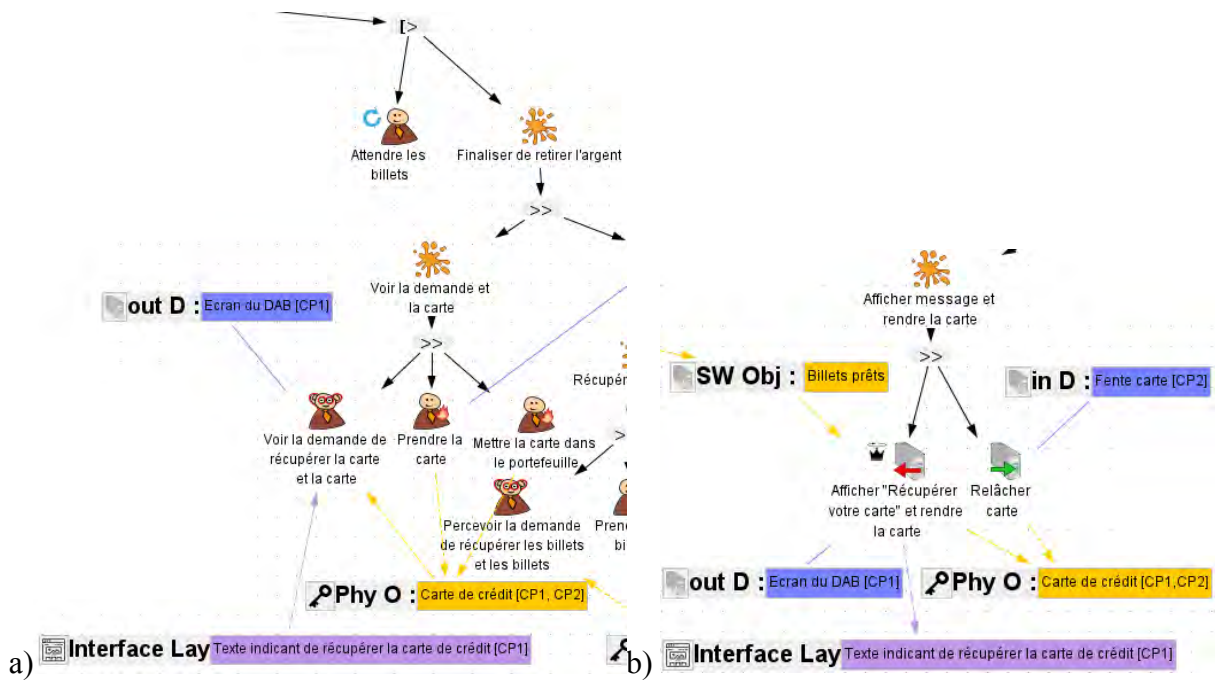 [>
Attendre les
billets
Finaliser de retirer l'argent
>>
Voir la demande et
la carte
out D : Ecran du DAB [CP1]
>>
Voir la demande de
récupérer la carte
et la carte
Prendre la
carte
Mettre la carte dans
le portefeuille
Percevoir la demande
de récupérer les billets
et les billets
Phy O : Carte de crédit [CP1, CP2]
a) Interface Lay Texte indicant de récupérer la carte de crédit [CP1]
Afficher message et
rendre la carte
>>
SW Obj : Billets prêts
in D : Fente carte [CP2]
Afficher "Récupérer
votre carte" et rendre
la carte
Relâcher
carte
out D : Ecran du DAB [CP1]
Phy O : Carte de crédit [CP1,CP2]
b) Interface Lay Texte indicant de récupérer la carte de crédit [CP1]